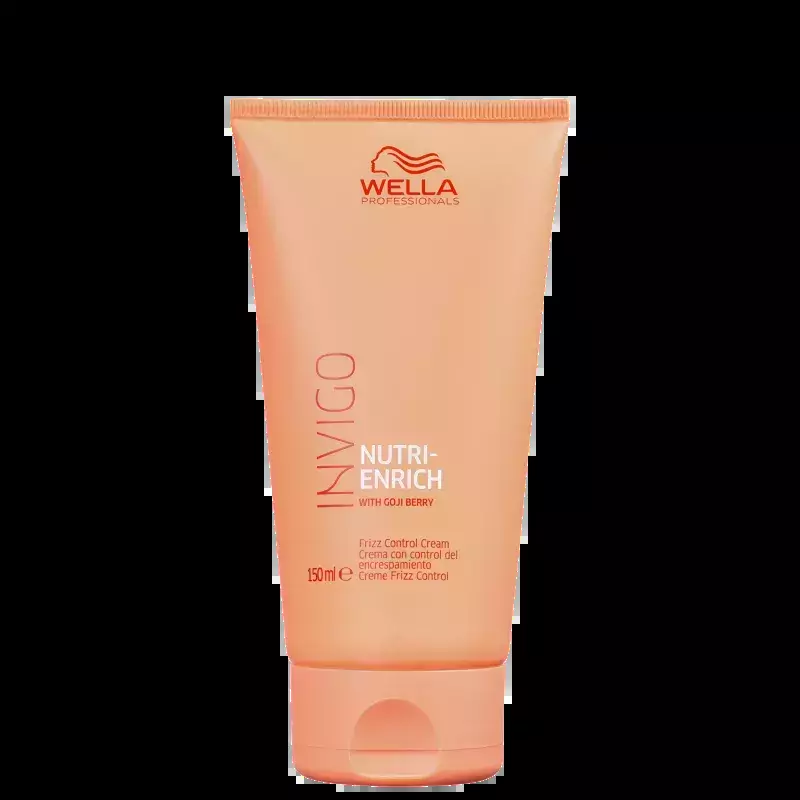 WELLA
PROFESSIONALS
INVIGO
NUTRI-
ENRICH
WITH GOJI BERRY
Frizz Control Cream
Crema con control del
encrespamiento
Creme Frizz Control
150 ml e